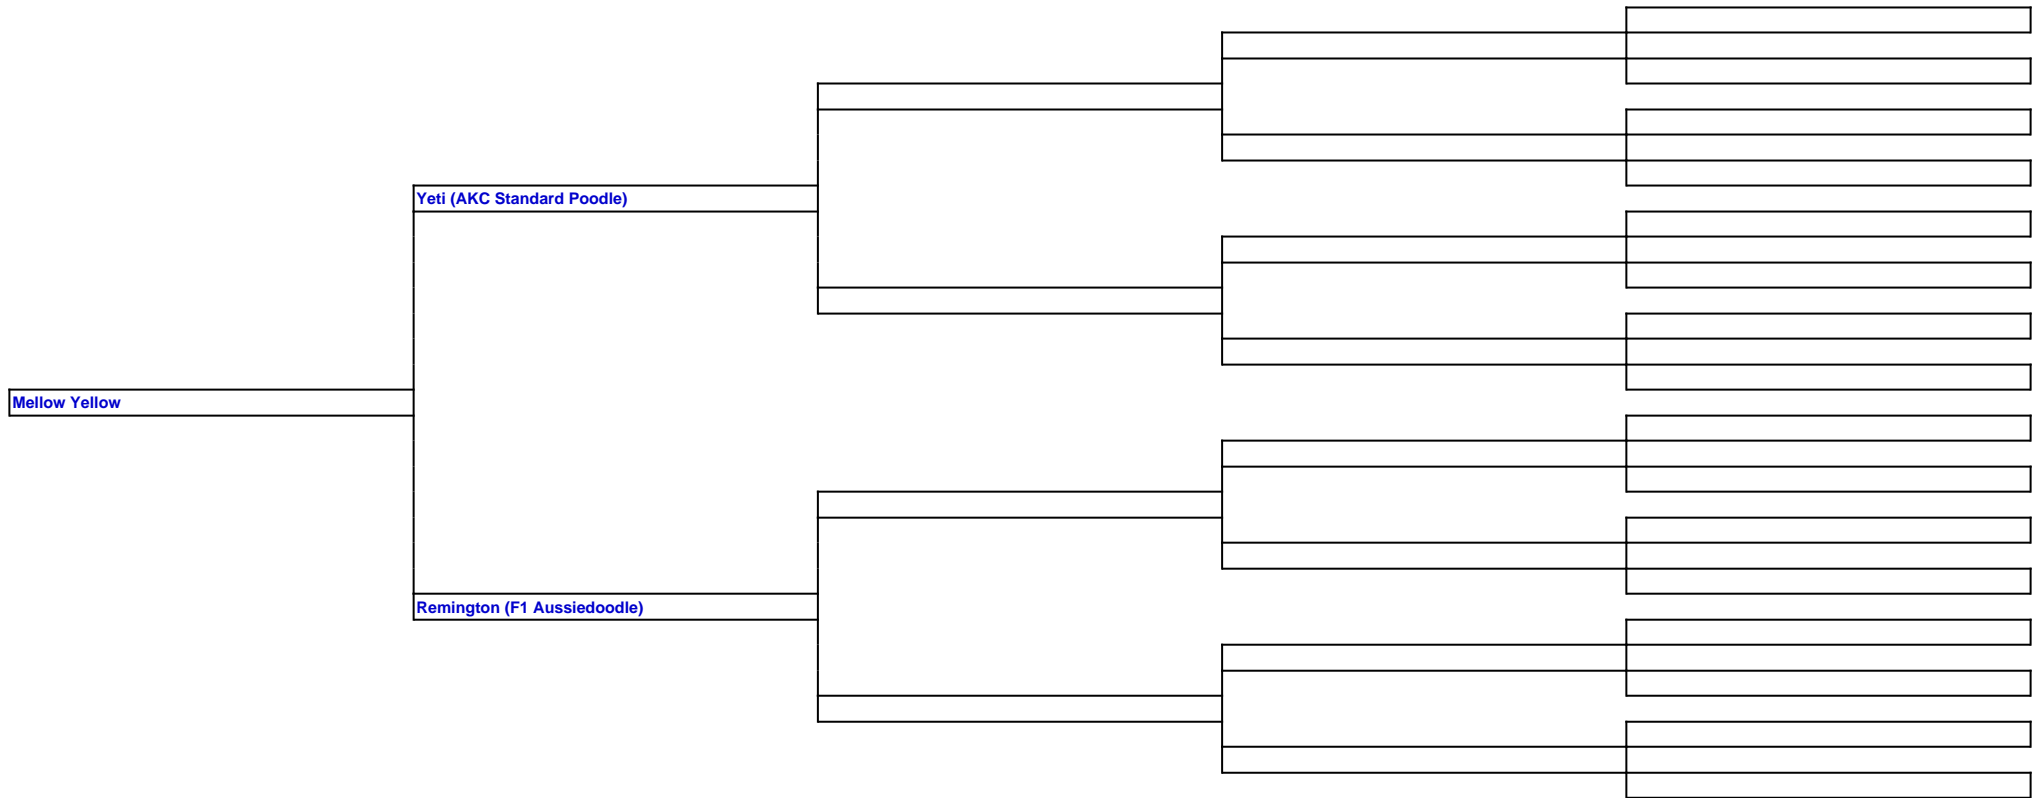 Yeti (AKC Standard Poodle)
Mellow Yellow
Remington (F1 Aussiedoodle)